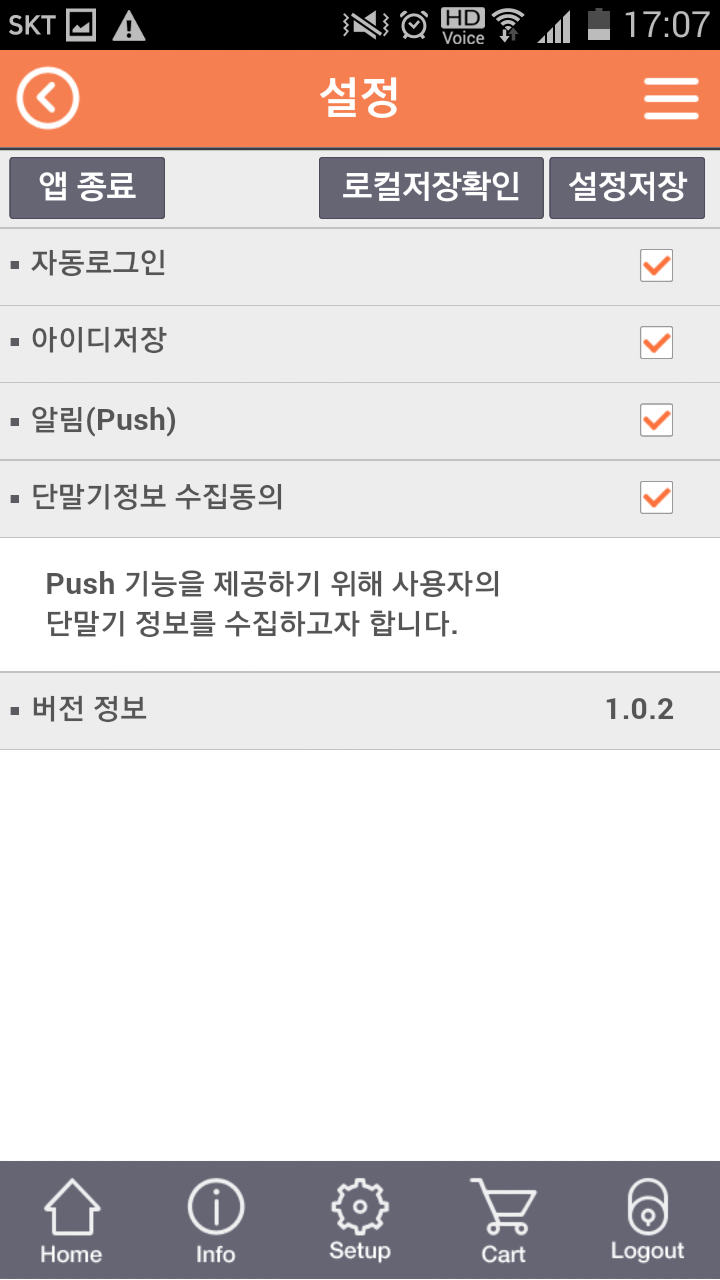 SKT HD Voice 17:07
설정
앱 종료 로컬저장확인 설정저장
자동로그인
아이디저장
알림(Push)
단말기정보 수집동의
Push 기능을 제공하기 위해 사용자의
단말기 정보를 수집하고자 합니다.
버전 정보 1.0.2
Home Info Setup Cart Logout